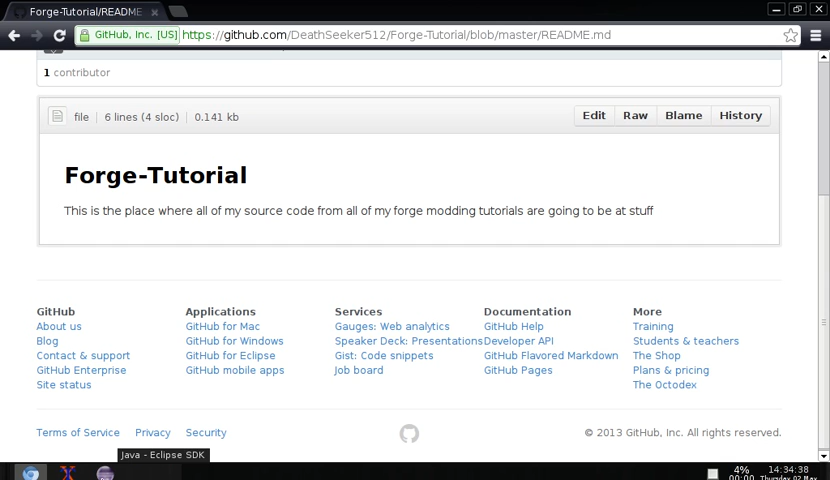 Forge-Tutorial/README
GitHub, Inc. [US] https://github.com/DeathSeeker512/Forge-Tutorial/blob/master/README.md
1 contributor
file 6 lines (4 sloc) 0.141 kb Edit Raw Blame History
Forge-Tutorial
This is the place where all of my source code from all of my forge modding tutorials are going to be at stuff
GitHub Applications Services Documentation More
About us GitHub for Mac Gauges: Web analytics GitHub Help Training
Blog GitHub for Windows Speaker Deck: Presentations Developer API Students & teachers
Contact & support GitHub for Eclipse Gist: Code snippets GitHub Flavored Markdown The Shop
GitHub Enterprise GitHub mobile apps Job board GitHub Pages Plans & pricing
Site status The Octodex
Terms of Service Privacy Security © 2013 GitHub, Inc. All rights reserved.
Java - Eclipse SDK
4% 14:34:38
00:00 Thursday 02 May